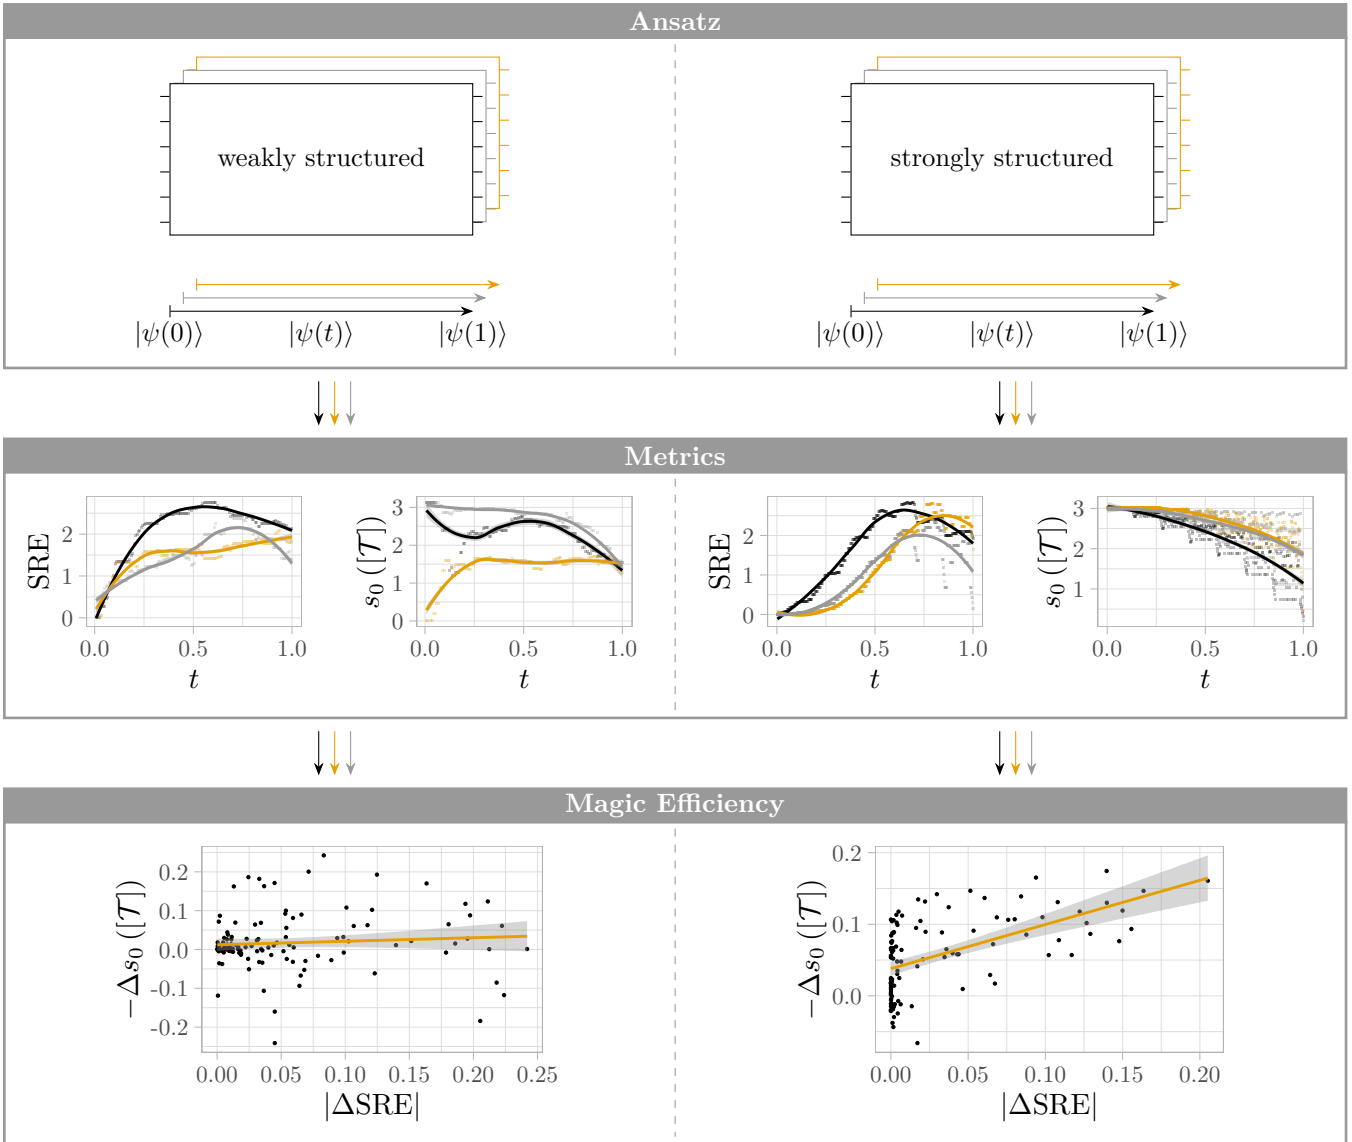 Ansatz
weakly structured
strongly structured
|ψ(0)⟩ |ψ(t)⟩ |ψ(1)⟩
|ψ(0)⟩ |ψ(t)⟩ |ψ(1)⟩
Metrics
SRE
2
1
0
0.0 0.5 1.0
t
s₀ ([𝒯])
3
2
1
0
0.0 0.5 1.0
t
SRE
2
1
0
0.0 0.5 1.0
t
s₀ ([𝒯])
3
2
1
0.0 0.5 1.0
t
Magic Efficiency
−Δs₀ ([𝒯])
0.2
0.1
0.0
-0.1
-0.2
0.00 0.05 0.10 0.15 0.20 0.25
|ΔSRE|
−Δs₀ ([𝒯])
0.2
0.1
0.0
0.00 0.05 0.10 0.15 0.20
|ΔSRE|